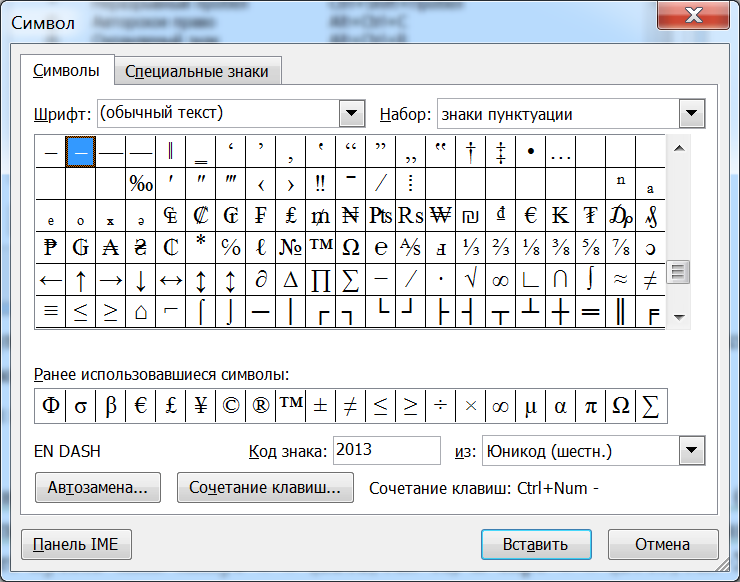 Символ
Символы Специальные знаки
Шрифт: (обычный текст) Набор: знаки пунктуации
– – — — ‖ ‗ ‘ ’ ‚ ‛ “ ” „ ‟ † ‡ • …
‰ ′ ″ ‴ ‹ › ‼ ‾ ⁄ ⁞ ⁿ ₐ
ₑ ₒ ₓ ₔ ₠ ₡ ₢ ₣ ₤ ₥ ₦ ₧ ₨ ₩ ₪ ₫ € ₭ ₮ ₯ ₰
₱ ₲ ₳ ₴ ℂ * ℅ ℓ № ™ Ω ℮ ⅍ ⅎ ⅓ ⅔ ⅛ ⅜ ⅝ ⅞ ↄ
← ↑ → ↓ ↔ ↕ ↨ ∂ ∆ ∏ ∑ − ∕ ∙ √ ∞ ∟ ∩ ∫ ≈ ≠
≡ ≤ ≥ ⌂ ⌐ ⌠ ⌡ ─ │ ┌ ┐ └ ┘ ├ ┤ ┬ ┴ ┼ ═ ║ ╒
Ранее использовавшиеся символы:
Φ σ β € £ ¥ © ® ™ ± ≠ ≤ ≥ ÷ × ∞ μ α π Ω ∑
EN DASH Код знака: 2013 из: Юникод (шестн.)
Автозамена... Сочетание клавиш... Сочетание клавиш: Ctrl+Num -
Панель IME Вставить Отмена